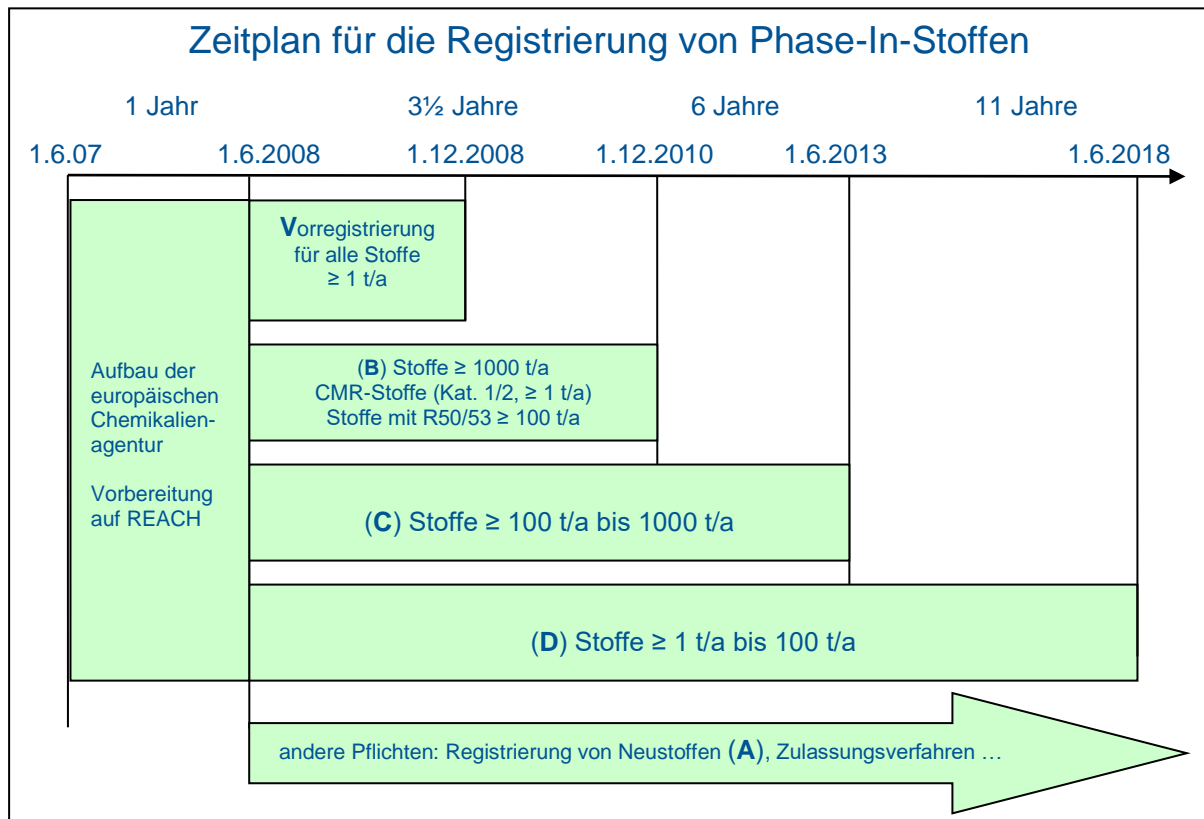 Zeitplan für die Registrierung von Phase-In-Stoffen
1 Jahr 3½ Jahre 6 Jahre 11 Jahre
1.6.07 1.6.2008 1.12.2008 1.12.2010 1.6.2013 1.6.2018
Vorregistrierung
für alle Stoffe
≥ 1 t/a
Aufbau der
europäischen
Chemikalien-
agentur
Vorbereitung
auf REACH
(B) Stoffe ≥ 1000 t/a
CMR-Stoffe (Kat. 1/2, ≥ 1 t/a)
Stoffe mit R50/53 ≥ 100 t/a
(C) Stoffe ≥ 100 t/a bis 1000 t/a
(D) Stoffe ≥ 1 t/a bis 100 t/a
andere Pflichten: Registrierung von Neustoffen (A), Zulassungsverfahren …